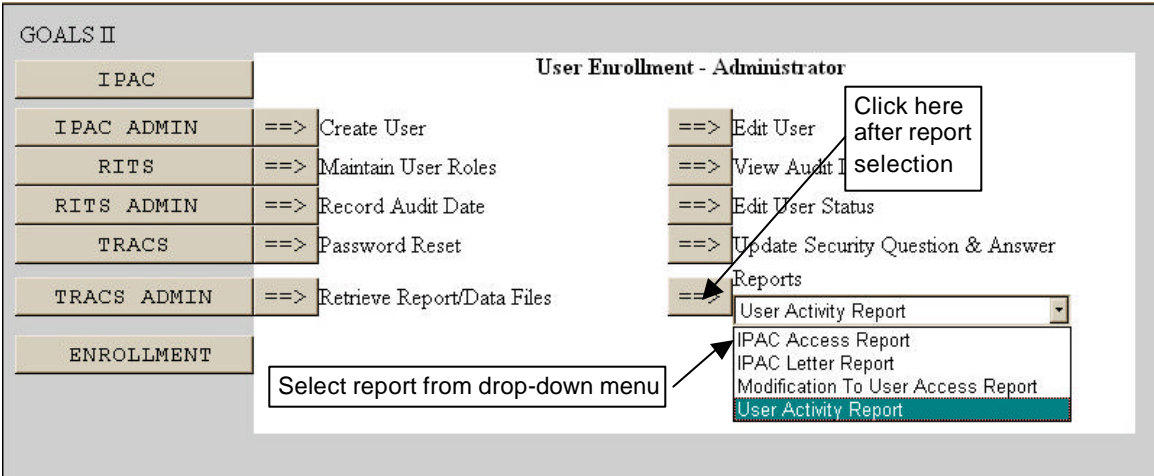 GOALS II
User Enrollment - Administrator
IPAC
IPAC ADMIN
==> Create User
==> Edit User
Click here
after report
selection
RITS
==> Maintain User Roles
==> View Audit
RITS ADMIN
==> Record Audit Date
==> Edit User Status
TRACS
==> Password Reset
==> Update Security Question & Answer
TRACS ADMIN
==> Retrieve Report/Data Files
==> Reports
User Activity Report
IPAC Access Report
IPAC Letter Report
Modification To User Access Report
User Activity Report
ENROLLMENT
Select report from drop-down menu